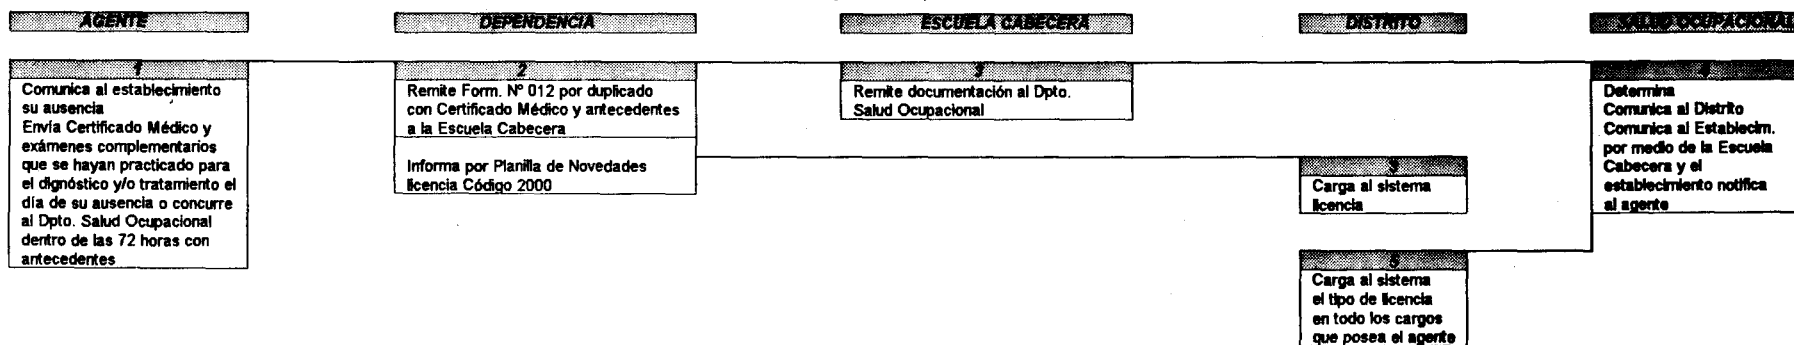 AGENTE
DEPENDENCIA
ESCUELA CABECERA
DISTRITO
SALUD OCUPACIONAL
1
Comunica al establecimiento
su ausencia
Envía Certificado Médico y
exámenes complementarios
que se hayan practicado para
el dignóstico y/o tratamiento el
día de su ausencia o concurre
al Dpto. Salud Ocupacional
dentro de las 72 horas con
antecedentes
2
Remite Form. Nº 012 por duplicado
con Certificado Médico y antecedentes
a la Escuela Cabecera
Informa por Planilla de Novedades
licencia Código 2000
3
Remite documentación al Dpto.
Salud Ocupacional
3
Carga al sistema
licencia
4
Determina
Comunica al Distrito
Comunica al Establecim.
por medio de la Escuela
Cabecera y el
establecimiento notifica
al agente
5
Carga al sistema
el tipo de licencia
en todo los cargos
que posea el agente